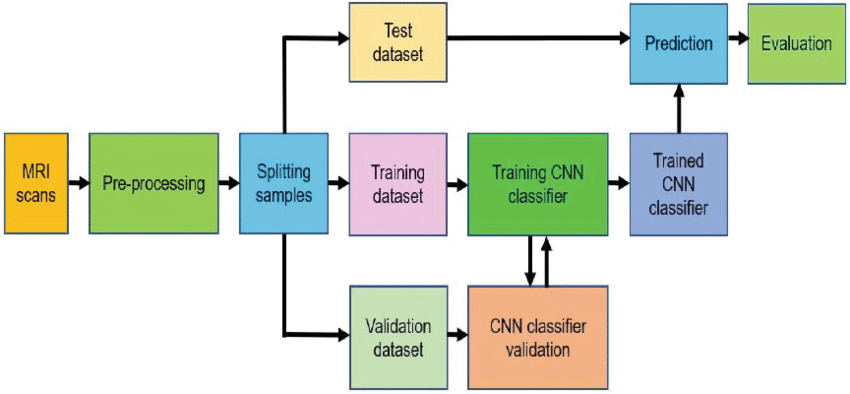 Test
dataset
Prediction
Evaluation
MRI
scans
Pre-processing
Splitting
samples
Training
dataset
Training CNN
classifier
Trained
CNN
classifier
Validation
dataset
CNN classifier
validation